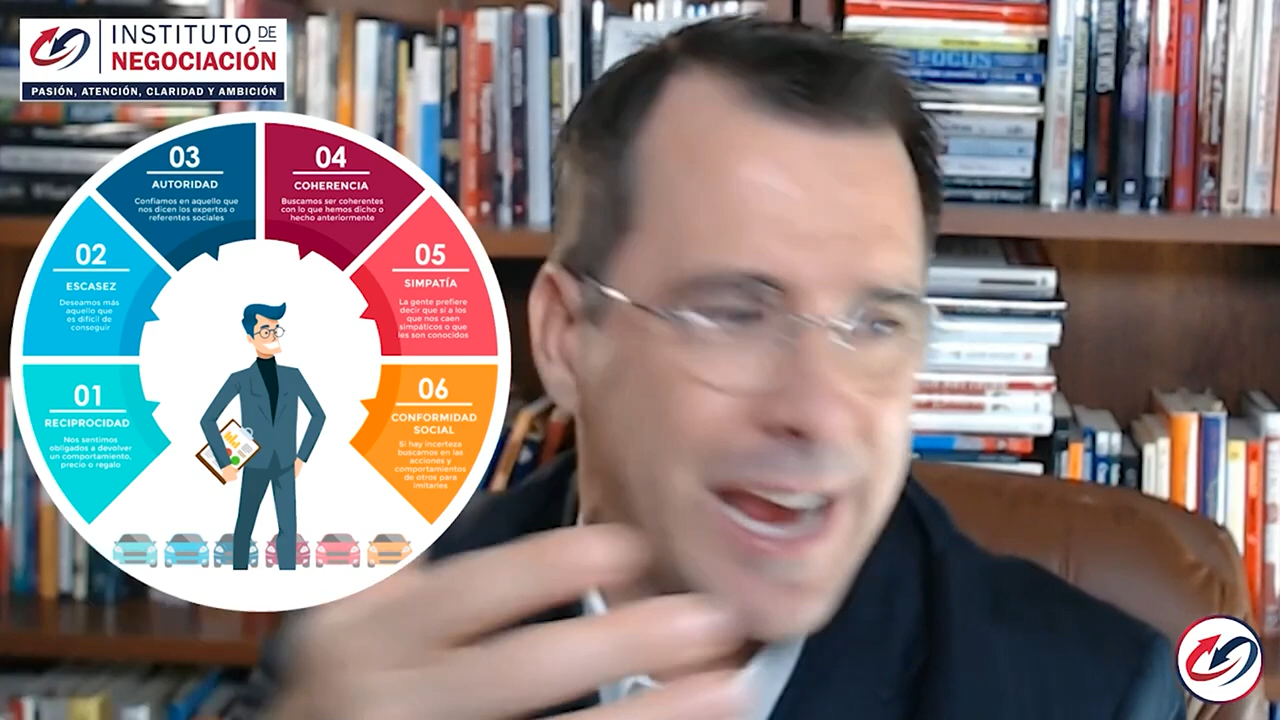 INSTITUTO DE
NEGOCIACIÓN
PASIÓN, ATENCIÓN, CLARIDAD Y AMBICIÓN
03
AUTORIDAD
Confiamos en aquello que
nos dicen los expertos o
referentes sociales
04
COHERENCIA
Buscamos ser coherentes
con lo que hemos dicho o
hecho anteriormente
02
ESCASEZ
Deseamos más
aquello que
es difícil de
conseguir
05
SIMPATÍA
La gente prefiere
decir que sí a los
que nos caen
simpáticos o que
les son conocidos
01
RECIPROCIDAD
Nos sentimos
obligados a devolver
un comportamiento,
precio o regalo
06
CONFORMIDAD
SOCIAL
Si hay incerteza
buscamos en las
acciones y
comportamientos
de otros para
imitarles
FOCUS